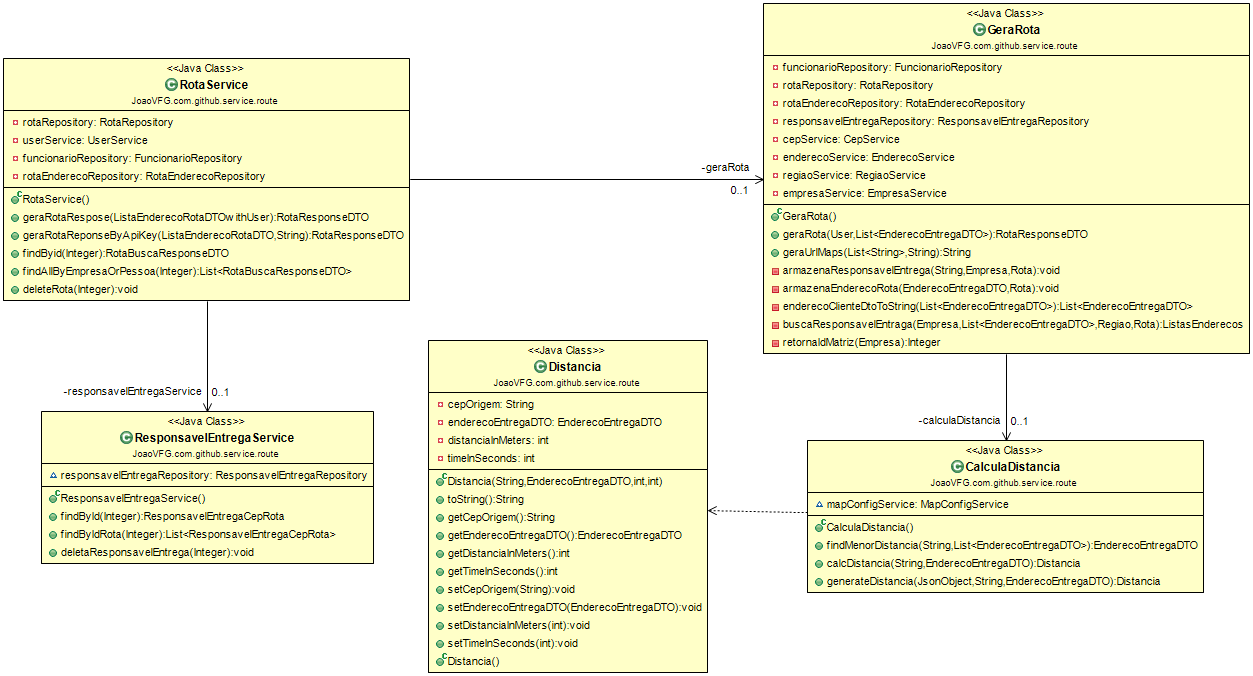 <<Java Class>>
RotaService
JoaoVFG.com.github.service.route
rotaRepository: RotaRepository
userService: UserService
funcionarioRepository: FuncionarioRepository
rotaEnderecoRepository: RotaEnderecoRepository
RotaService()
geraRotaRespose(ListaEnderecoRotaDTOwithUser):RotaResponseDTO
geraRotaReponseByApiKey(ListaEnderecoRotaDTO,String):RotaResponseDTO
findByid(Integer):RotaBuscaResponseDTO
findAllByEmpresaOrPessoa(Integer):List<RotaBuscaResponseDTO>
deleteRota(Integer):void
-geraRota
0..1
<<Java Class>>
GeraRota
JoaoVFG.com.github.service.route
funcionarioRepository: FuncionarioRepository
rotaRepository: RotaRepository
rotaEnderecoRepository: RotaEnderecoRepository
responsavelEntregaRepository: ResponsavelEntregaRepository
cepService: CepService
enderecoService: EnderecoService
regiaoService: RegiaoService
empresaService: EmpresaService
GeraRota()
geraRota(User,List<EnderecoEntregaDTO>):RotaResponseDTO
geraUrlMaps(List<String>,String):String
armazenaResponsavelEntrega(String,Empresa,Rota):void
armazenaEnderecoRota(EnderecoEntregaDTO,Rota):void
enderecoClienteDtoToString(List<EnderecoEntregaDTO>):List<EnderecoEntregaDTO>
buscaResponsavelEntraga(Empresa,List<EnderecoEntregaDTO>,Regiao,Rota):ListasEnderecos
retornaIdMatriz(Empresa):Integer
-responsavelEntregaService
0..1
<<Java Class>>
ResponsavelEntregaService
JoaoVFG.com.github.service.route
responsavelEntregaRepository: ResponsavelEntregaRepository
ResponsavelEntregaService()
findById(Integer):ResponsavelEntregaCepRota
findByIdRota(Integer):List<ResponsavelEntregaCepRota>
deletaResponsavelEntrega(Integer):void
<<Java Class>>
Distancia
JoaoVFG.com.github.service.route
cepOrigem: String
enderecoEntregaDTO: EnderecoEntregaDTO
distanciaInMeters: int
timeInSeconds: int
Distancia(String,EnderecoEntregaDTO,int,int)
toString():String
getCepOrigem():String
getEnderecoEntregaDTO():EnderecoEntregaDTO
getDistanciaInMeters():int
getTimeInSeconds():int
setCepOrigem(String):void
setEnderecoEntregaDTO(EnderecoEntregaDTO):void
setDistanciaInMeters(int):void
setTimeInSeconds(int):void
Distancia()
-calculaDistancia
0..1
<<Java Class>>
CalculaDistancia
JoaoVFG.com.github.service.route
mapConfigService: MapConfigService
CalculaDistancia()
findMenorDistancia(String,List<EnderecoEntregaDTO>):EnderecoEntregaDTO
calcDistancia(String,EnderecoEntregaDTO):Distancia
generateDistancia(JsonObject,String,EnderecoEntregaDTO):Distancia